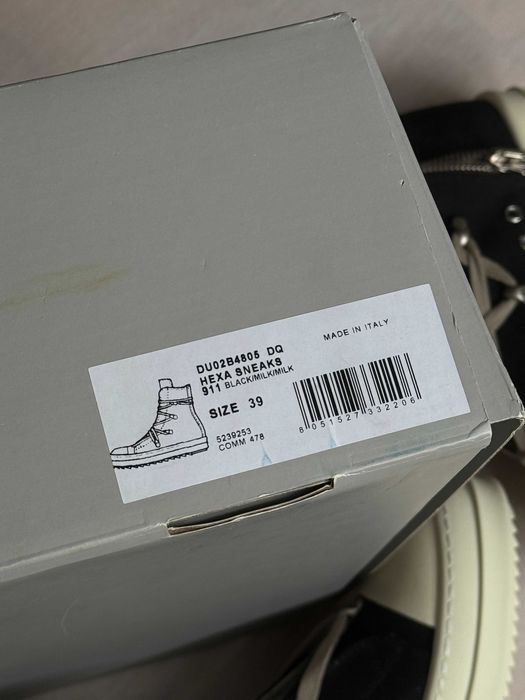 DU02B4805 DQ
HEXA SNEAKS
911 BLACK/MILK/MILK
SIZE 39
5239253
COMM 478
MADE IN ITALY
8 051527 332206